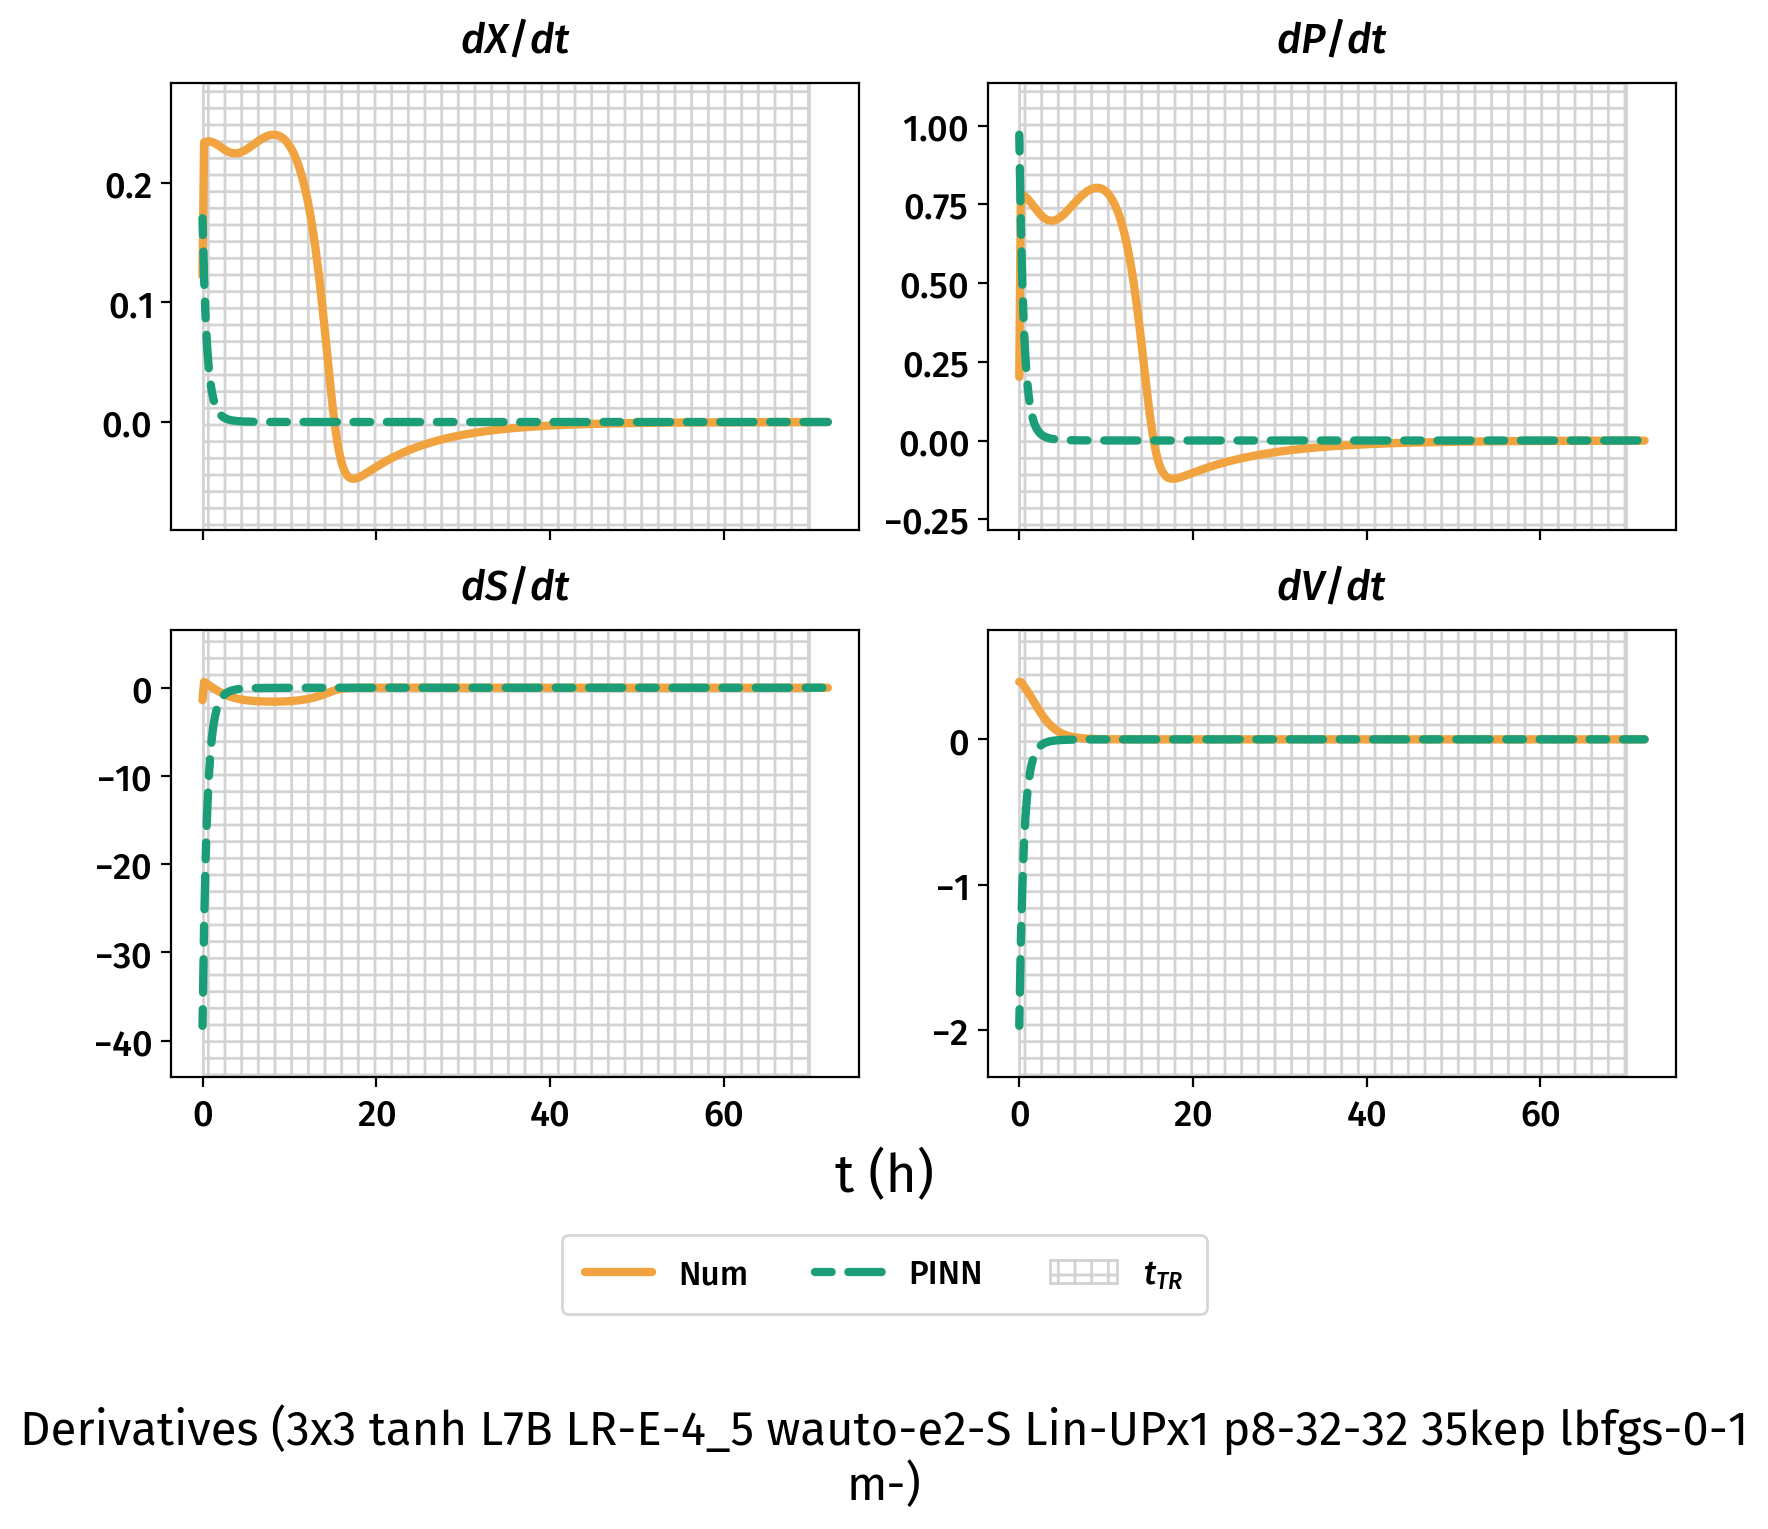 dX/dt
dP/dt
0.2
0.1
0.0
1.00
0.75
0.50
0.25
0.00
−0.25
dS/dt
dV/dt
0
−10
−20
−30
−40
0
−1
−2
0 20 40 60
0 20 40 60
t (h)
Num PINN tTR
Derivatives (3x3 tanh L7B LR-E-4_5 wauto-e2-S Lin-UPx1 p8-32-32 35kep lbfgs-0-1
m-)